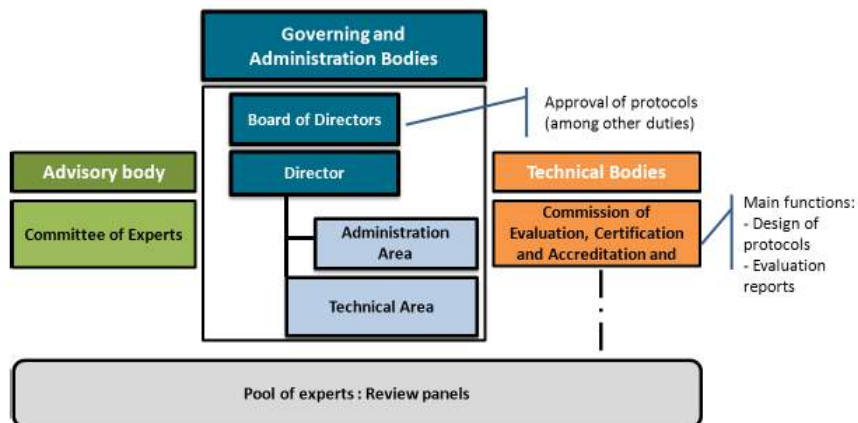 Governing and
Administration Bodies
Board of Directors
Approval of protocols
(among other duties)
Advisory body
Director
Technical Bodies
Committee of Experts
Administration
Area
Commission of
Evaluation, Certification
and Accreditation and
Main functions:
- Design of
protocols
- Evaluation
reports
Technical Area
Pool of experts : Review panels